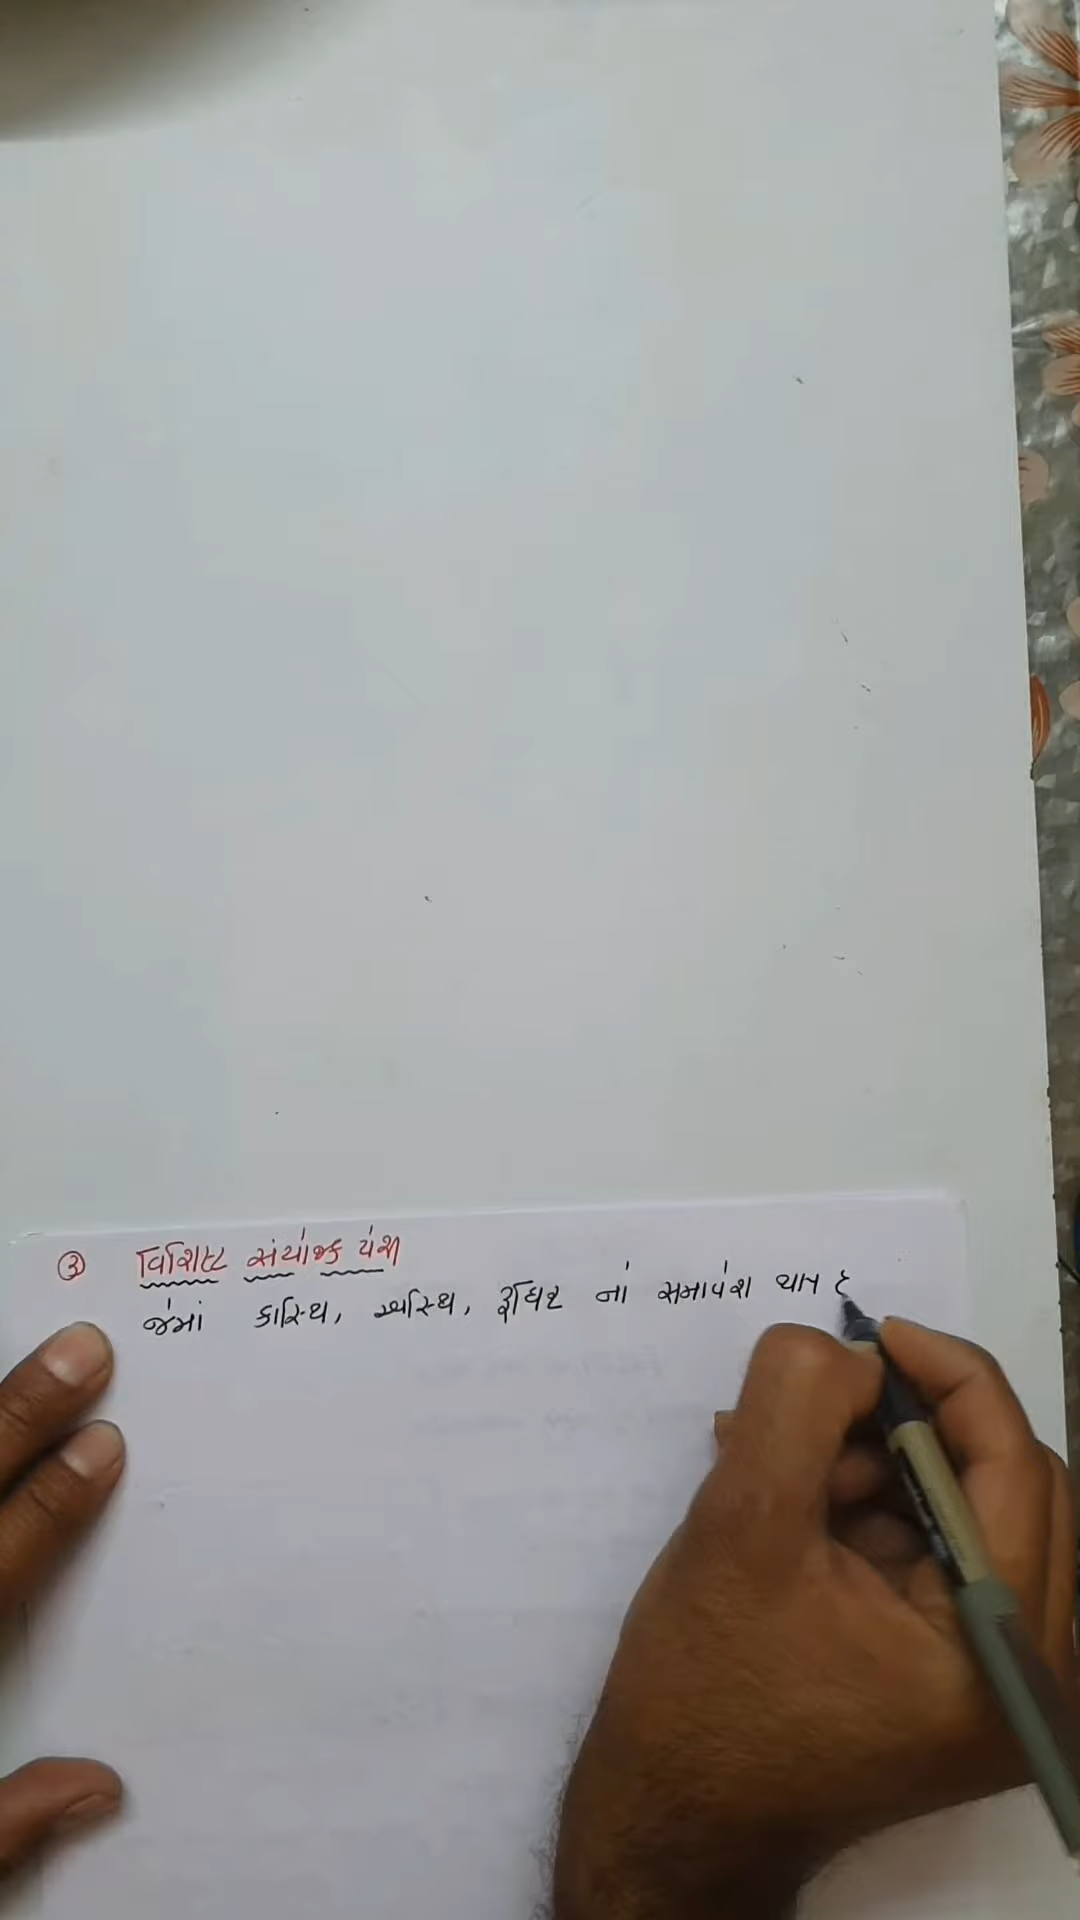 ③ વિશિષ્ટ સંયોજક પેશી
જેમાં કાસ્થિ, અસ્થિ, રુધિર નો સમાવેશ થાય